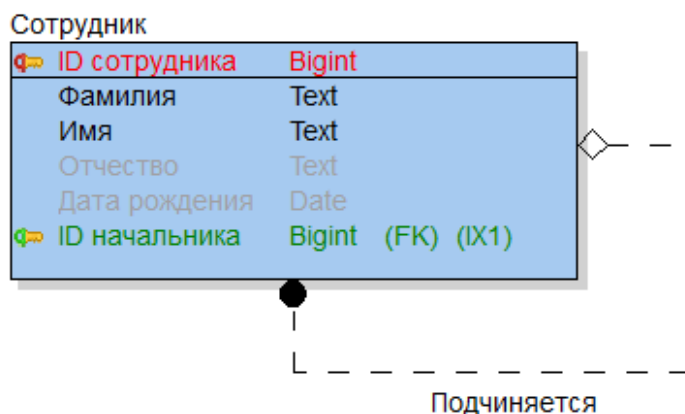 Сотрудник
ID сотрудника Bigint
Фамилия Text
Имя Text
Отчество Text
Дата рождения Date
ID начальника Bigint (FK) (IX1)
Подчиняется